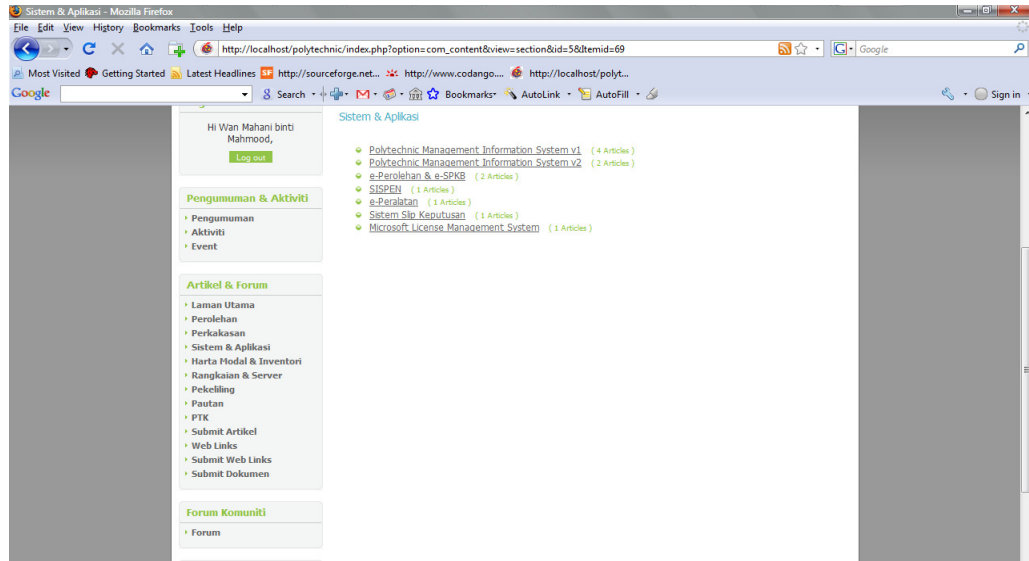 Sistem & Aplikasi - Mozilla Firefox
File Edit View History Bookmarks Tools Help
http://localhost/polytechnic/index.php?option=com_content&view=section&id=5&Itemid=69
Google
Most Visited Getting Started Latest Headlines SF http://sourceforge.net... http://www.codango.... http://localhost/polyt...
Google Search Bookmarks AutoLink AutoFill Sign in
Hi Wan Mahani binti
Mahmood,
Log out
Pengumuman & Aktiviti
Pengumuman
Aktiviti
Event
Artikel & Forum
Laman Utama
Perolehan
Perkakasan
Sistem & Aplikasi
Harta Modal & Inventori
Rangkaian & Server
Pekeliling
Pautan
PTK
Submit Artikel
Web Links
Submit Web Links
Submit Dokumen
Forum Komuniti
Forum
Sistem & Aplikasi
Polytechnic Management Information System v1 ( 4 Articles )
Polytechnic Management Information System v2 ( 2 Articles )
e-Perolehan & e-SPKB ( 2 Articles )
SISPEN ( 1 Articles )
e-Peralatan ( 1 Articles )
Sistem Slip Keputusan ( 1 Articles )
Microsoft License Management System ( 1 Articles )